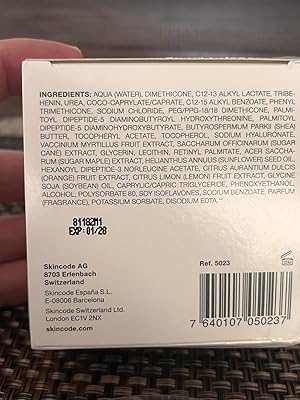 INGREDIENTS: AQUA (WATER), DIMETHICONE, C12-13 ALKYL LACTATE, TRIBE-
HENIN, UREA, COCO-CAPRYLATE/CAPRATE, C12-15 ALKYL BENZOATE, PHENYL
TRIMETHICONE, SODIUM CHLORIDE, PEG/PPG-18/18 DIMETHICONE, PALMI-
TOYL DIPEPTIDE-5 DIAMINOBUTYROYL HYDROXYTHREONINE, PALMITOYL
DIPEPTIDE-5 DIAMINOHYDROXYBUTYRATE, BUTYROSPERMUM PARKII (SHEA)
BUTTER, TOCOPHERYL ACETATE, TOCOPHEROL, SODIUM HYALURONATE,
VACCINIUM MYRTILLUS FRUIT EXTRACT, SACCHARUM OFFICINARUM (SUGAR
CANE) EXTRACT, GLYCERIN, LECITHIN, RETINYL PALMITATE, ACER SACCHA-
RUM (SUGAR MAPLE) EXTRACT, HELIANTHUS ANNUUS (SUNFLOWER) SEED OIL,
HEXANOYL DIPEPTIDE-3 NORLEUCINE ACETATE, CITRUS AURANTIUM DULCIS
(ORANGE) FRUIT EXTRACT, CITRUS LIMON (LEMON) FRUIT EXTRACT, GLYCINE
SOJA (SOYBEAN) OIL, CAPRYLIC/CAPRIC TRIGLYCERIDE, PHENOXYETHANOL,
ALCOHOL, POLYSORBATE 80, SOY ISOFLAVONES, SODIUM BENZOATE, PARFUM
(FRAGRANCE), POTASSIUM SORBATE, DISODIUM EDTA.
81182M1
EXP: 01/28
Skincode AG
8703 Erlenbach
Switzerland
Skincode España S.L.
E-08006 Barcelona
Skincode Switzerland Ltd.
London EC1V 2NX
skincode.com
Ref. 5023
7 640107 050237